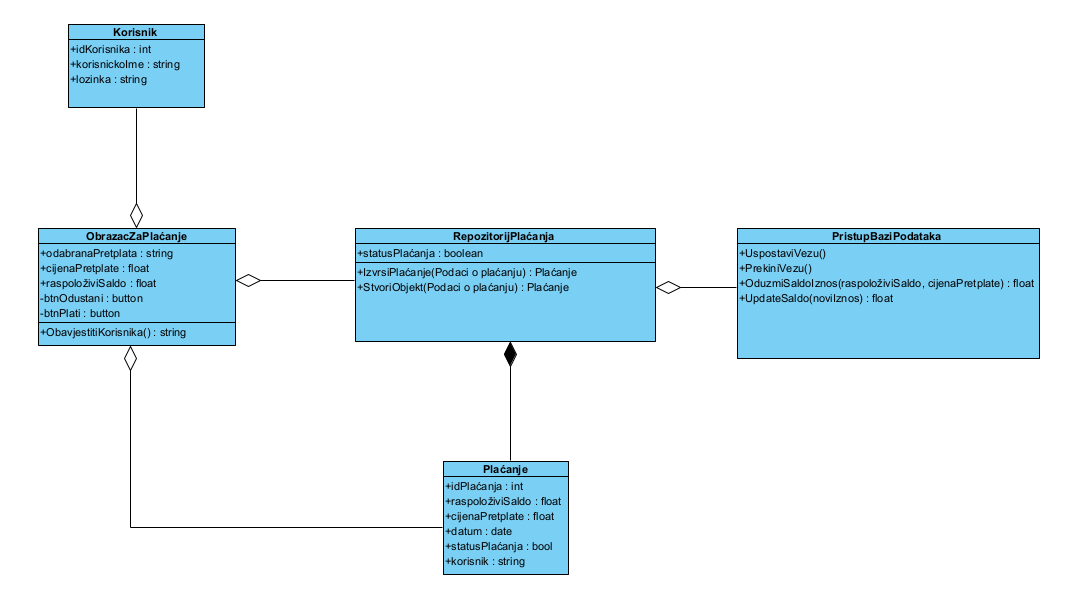 Korisnik
+idKorisnika : int
+korisnickoIme : string
+lozinka : string
ObrazacZaPlaćanje
+odabranaPretplata : string
+cijenaPretplate : float
+raspoloživiSaldo : float
-btnOdustani : button
-btnPlati : button
+ObavjestitiKorisnika() : string
RepozitorijPlaćanja
+statusPlaćanja : boolean
+IzvrsiPlaćanje(Podaci o plaćanju) : Plaćanje
+StvoriObjekt(Podaci o plaćanju) : Plaćanje
PristupBaziPodataka
+UspostaviVezu()
+PrekiniVezu()
+OduzmiSaldoIznos(raspoloživiSaldo, cijenaPretplate) : float
+UpdateSaldo(noviIznos) : float
Plaćanje
+idPlaćanja : int
+raspoloživiSaldo : float
+cijenaPretplate : float
+datum : date
+statusPlaćanja : bool
+korisnik : string